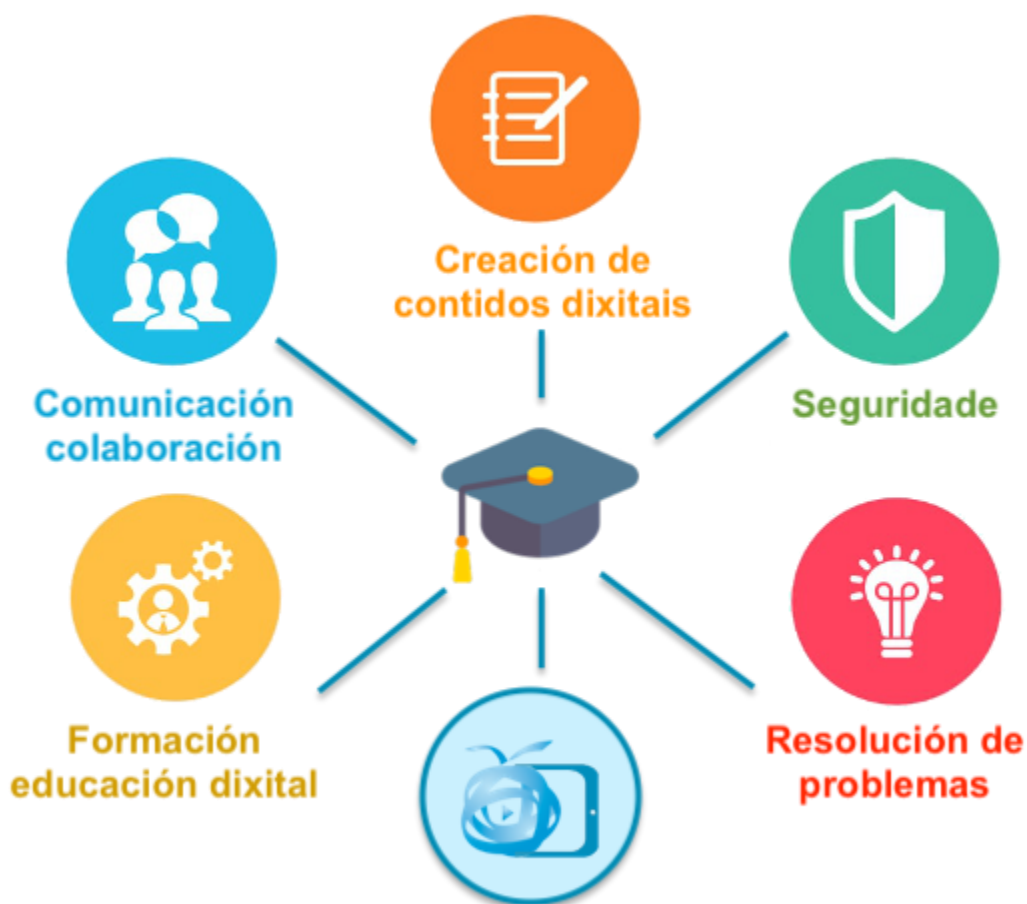 Creación de
contidos dixitais
Comunicación
colaboración
Seguridade
Formación
educación dixital
Resolución de
problemas